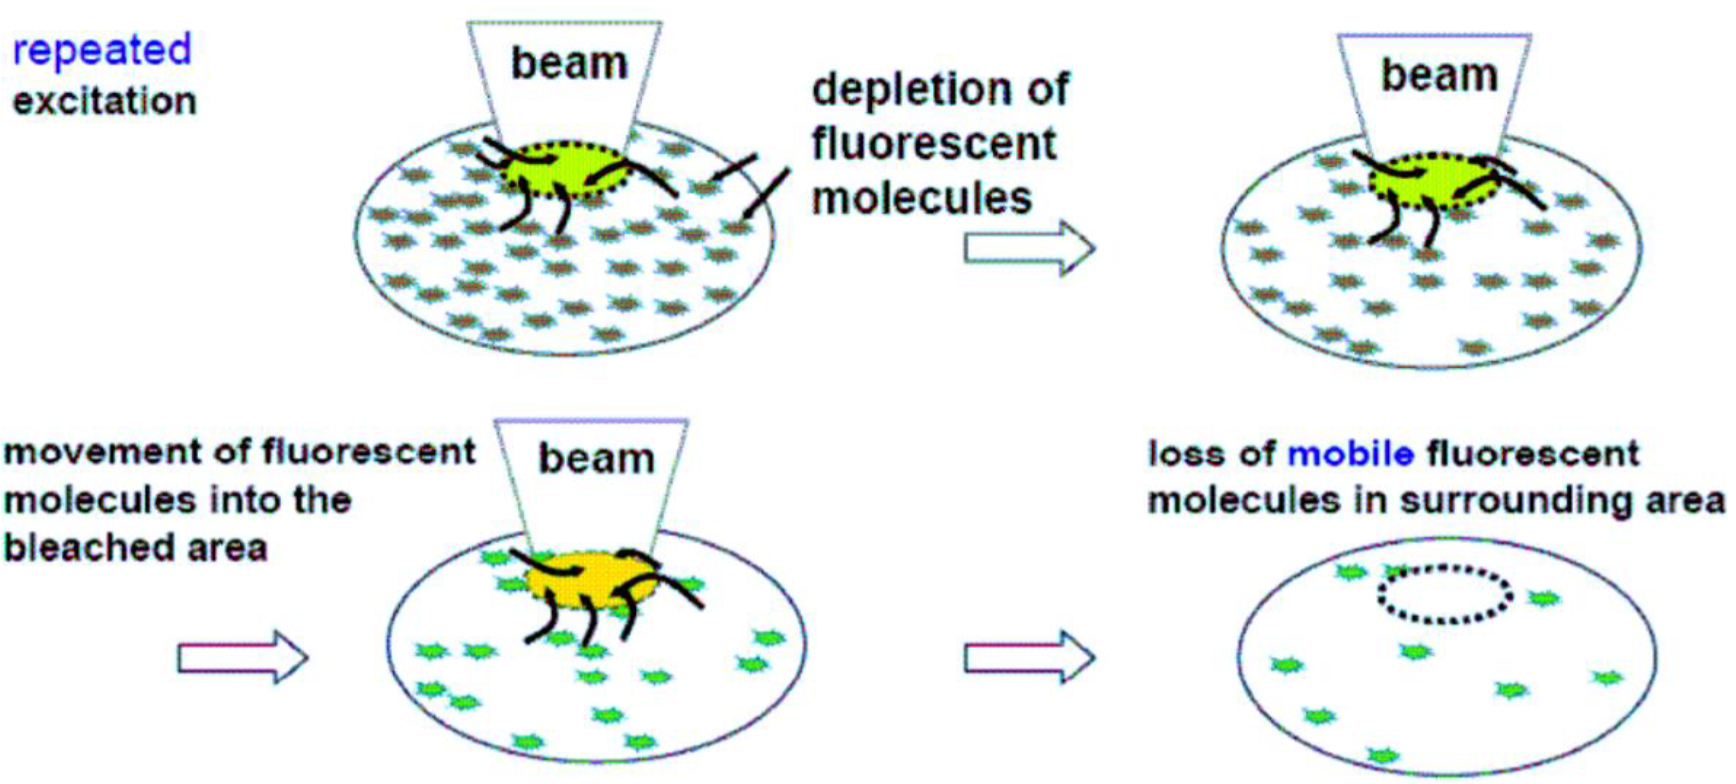 repeated
excitation
beam
depletion of
fluorescent
molecules
beam
movement of fluorescent
molecules into the
bleached area
beam
loss of mobile fluorescent
molecules in surrounding area